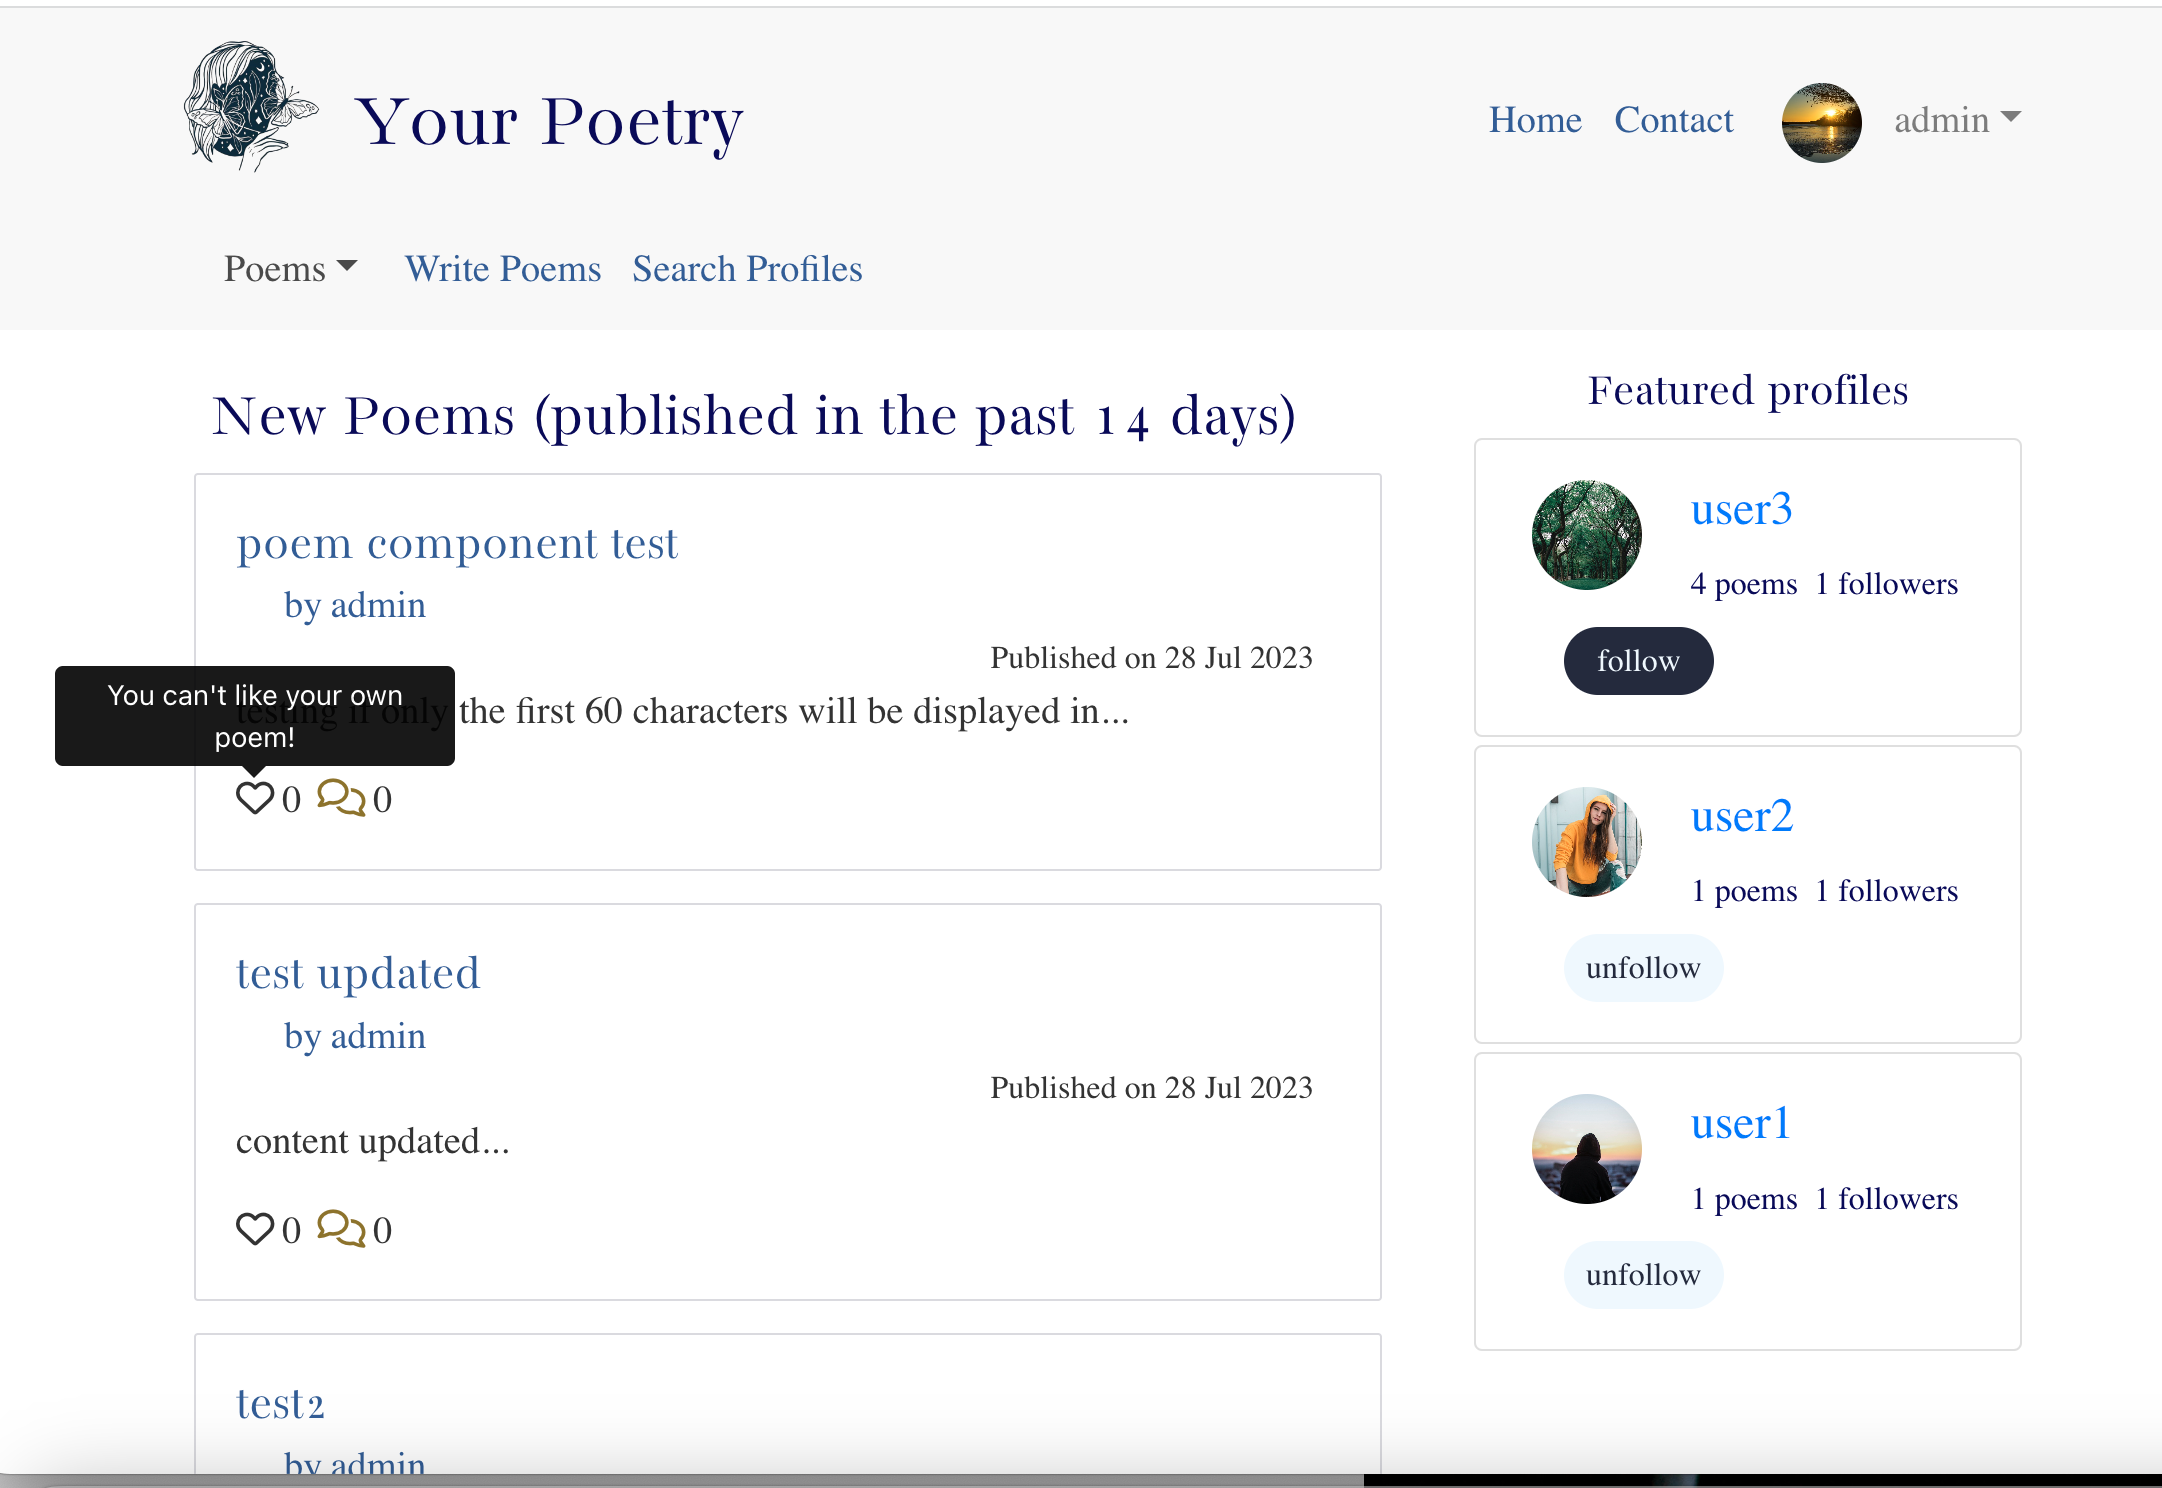 Your Poetry
Home Contact admin
Poems Write Poems Search Profiles
New Poems (published in the past 14 days)
poem component test
by admin
Published on 28 Jul 2023
testing if only the first 60 characters will be displayed in...
You can't like your own
poem!
0 0
test updated
by admin
Published on 28 Jul 2023
content updated...
0 0
test2
by admin
Featured profiles
user3
4 poems 1 followers
follow
user2
1 poems 1 followers
unfollow
user1
1 poems 1 followers
unfollow